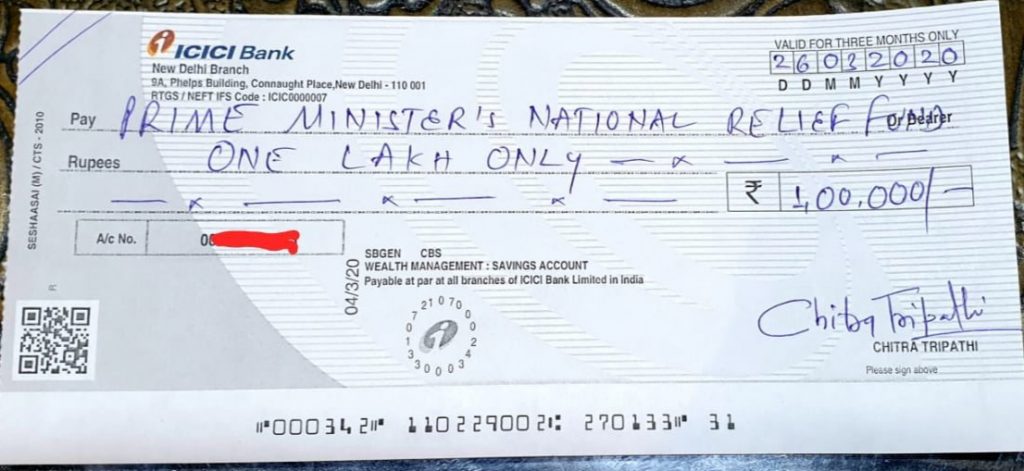 ICICI Bank
New Delhi Branch
9A, Phelps Building, Connaught Place,New Delhi - 110 001
RTGS / NEFT IFS Code : ICIC0000007
VALID FOR THREE MONTHS ONLY
26032020
D D M M Y Y Y Y
Pay PRIME MINISTER'S NATIONAL RELIEF FUND Or Bearer
Rupees ONE LAKH ONLY — x — x —
— x — x — x —
₹ 1,00,000/-
A/c No. 00
SBGEN CBS
WEALTH MANAGEMENT : SAVINGS ACCOUNT
Payable at par at all branches of ICICI Bank Limited in India
04/3/20
SESHAASAI (M) / CTS - 2010
R
Chitra Tripathi
CHITRA TRIPATHI
Please sign above
⑈000342⑈ 110229002⑆ 270133⑈ 31